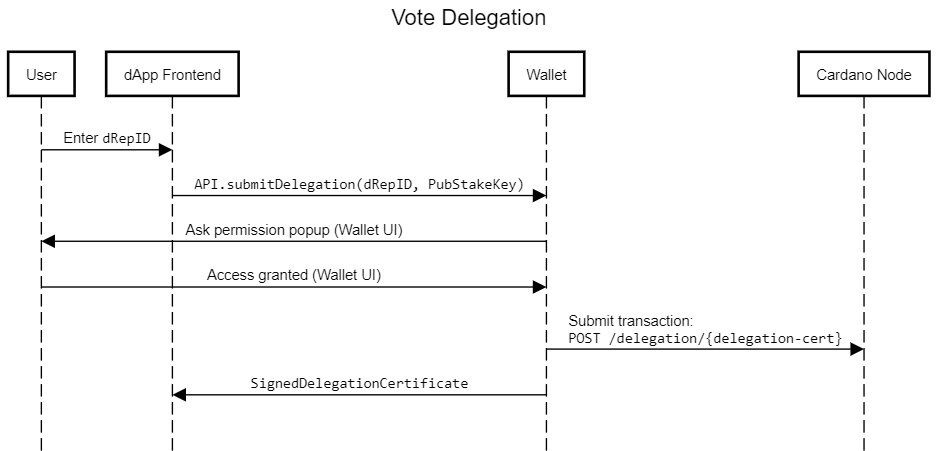 Vote Delegation
User
dApp Frontend
Wallet
Cardano Node
Enter dRepID
API.submitDelegation(dRepID, PubStakeKey)
Ask permission popup (Wallet UI)
Access granted (Wallet UI)
Submit transaction:
POST /delegation/{delegation-cert}
SignedDelegationCertificate